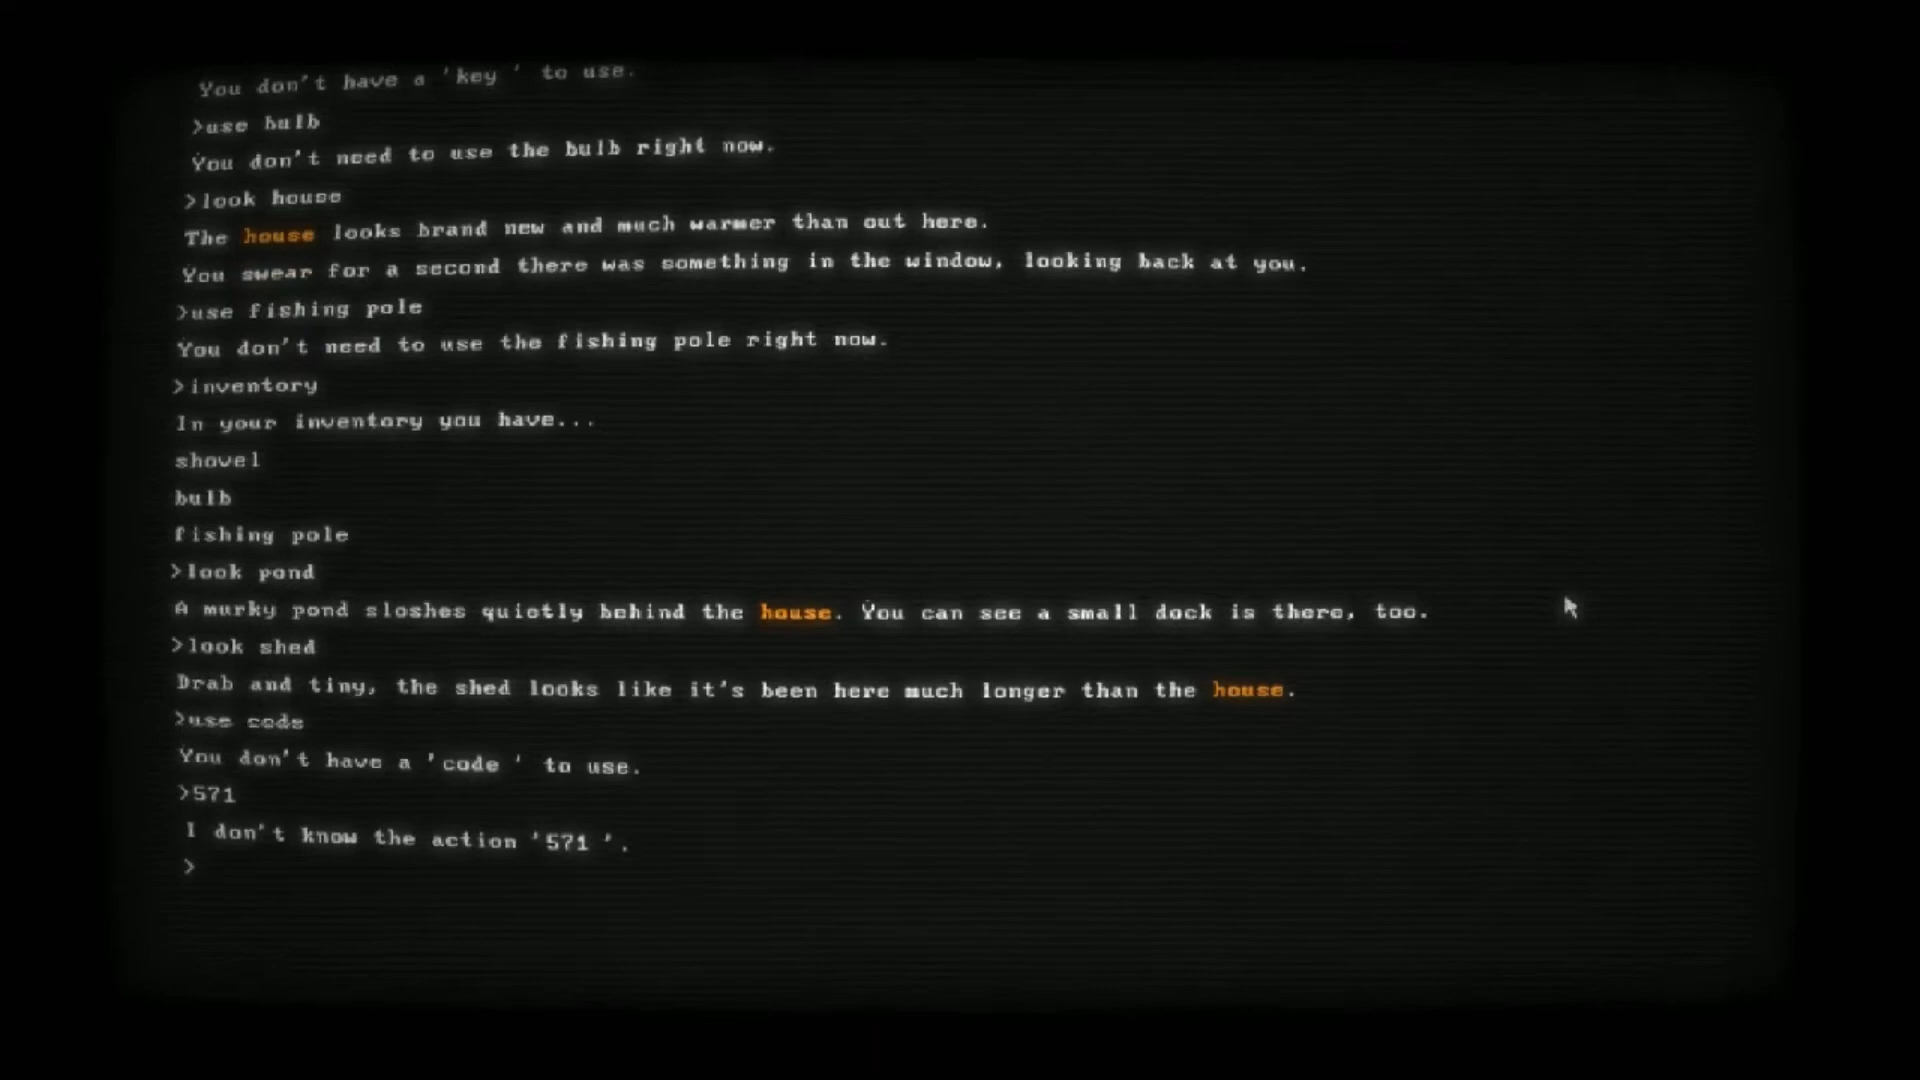 You don't have a 'key ' to use.
>use bulb
You don't need to use the bulb right now.
>look house
The house looks brand new and much warmer than out here.
You swear for a second there was something in the window, looking back at you.
>use fishing pole
You don't need to use the fishing pole right now.
>inventory
In your inventory you have...
shovel
bulb
fishing pole
>look pond
A murky pond sloshes quietly behind the house. You can see a small dock is there, too.
>look shed
Drab and tiny, the shed looks like it's been here much longer than the house.
>use code
You don't have a 'code ' to use.
>571
I don't know the action '571 '.
>